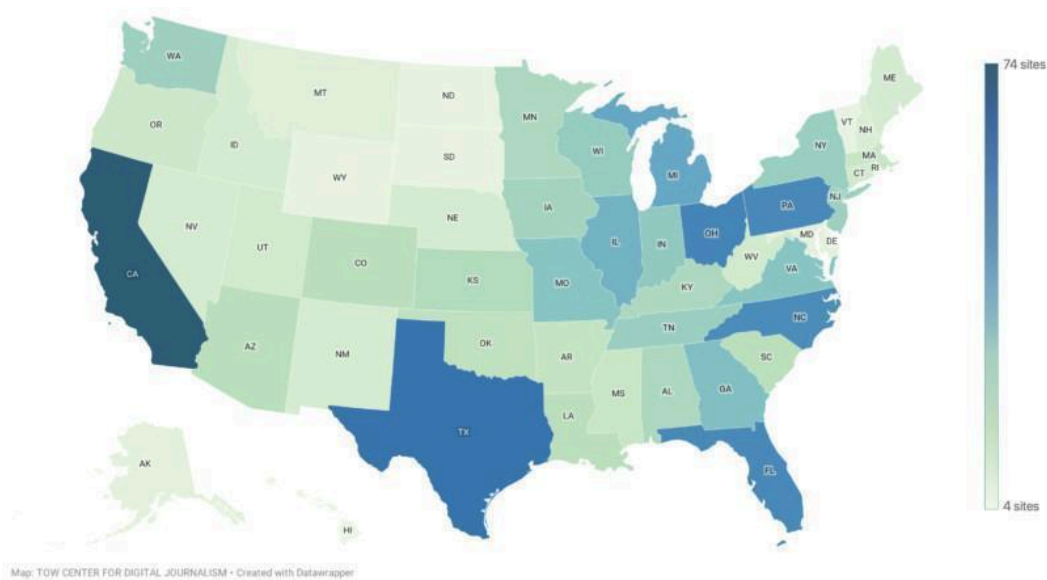 74 sites
WA
ME
MT
ND
VT
OR
MN
NH
ID
NY
WI
MA
SD
RI
CT
MI
WY
NJ
PA
IA
NE
NV
OH
MD
IL
IN
DE
UT
WV
CO
CA
VA
KS
MO
KY
NC
TN
OK
AZ
NM
AR
SC
MS
AL
GA
LA
TX
AK
FL
4 sites
HI
Map: TOW CENTER FOR DIGITAL JOURNALISM • Created with Datawrapper